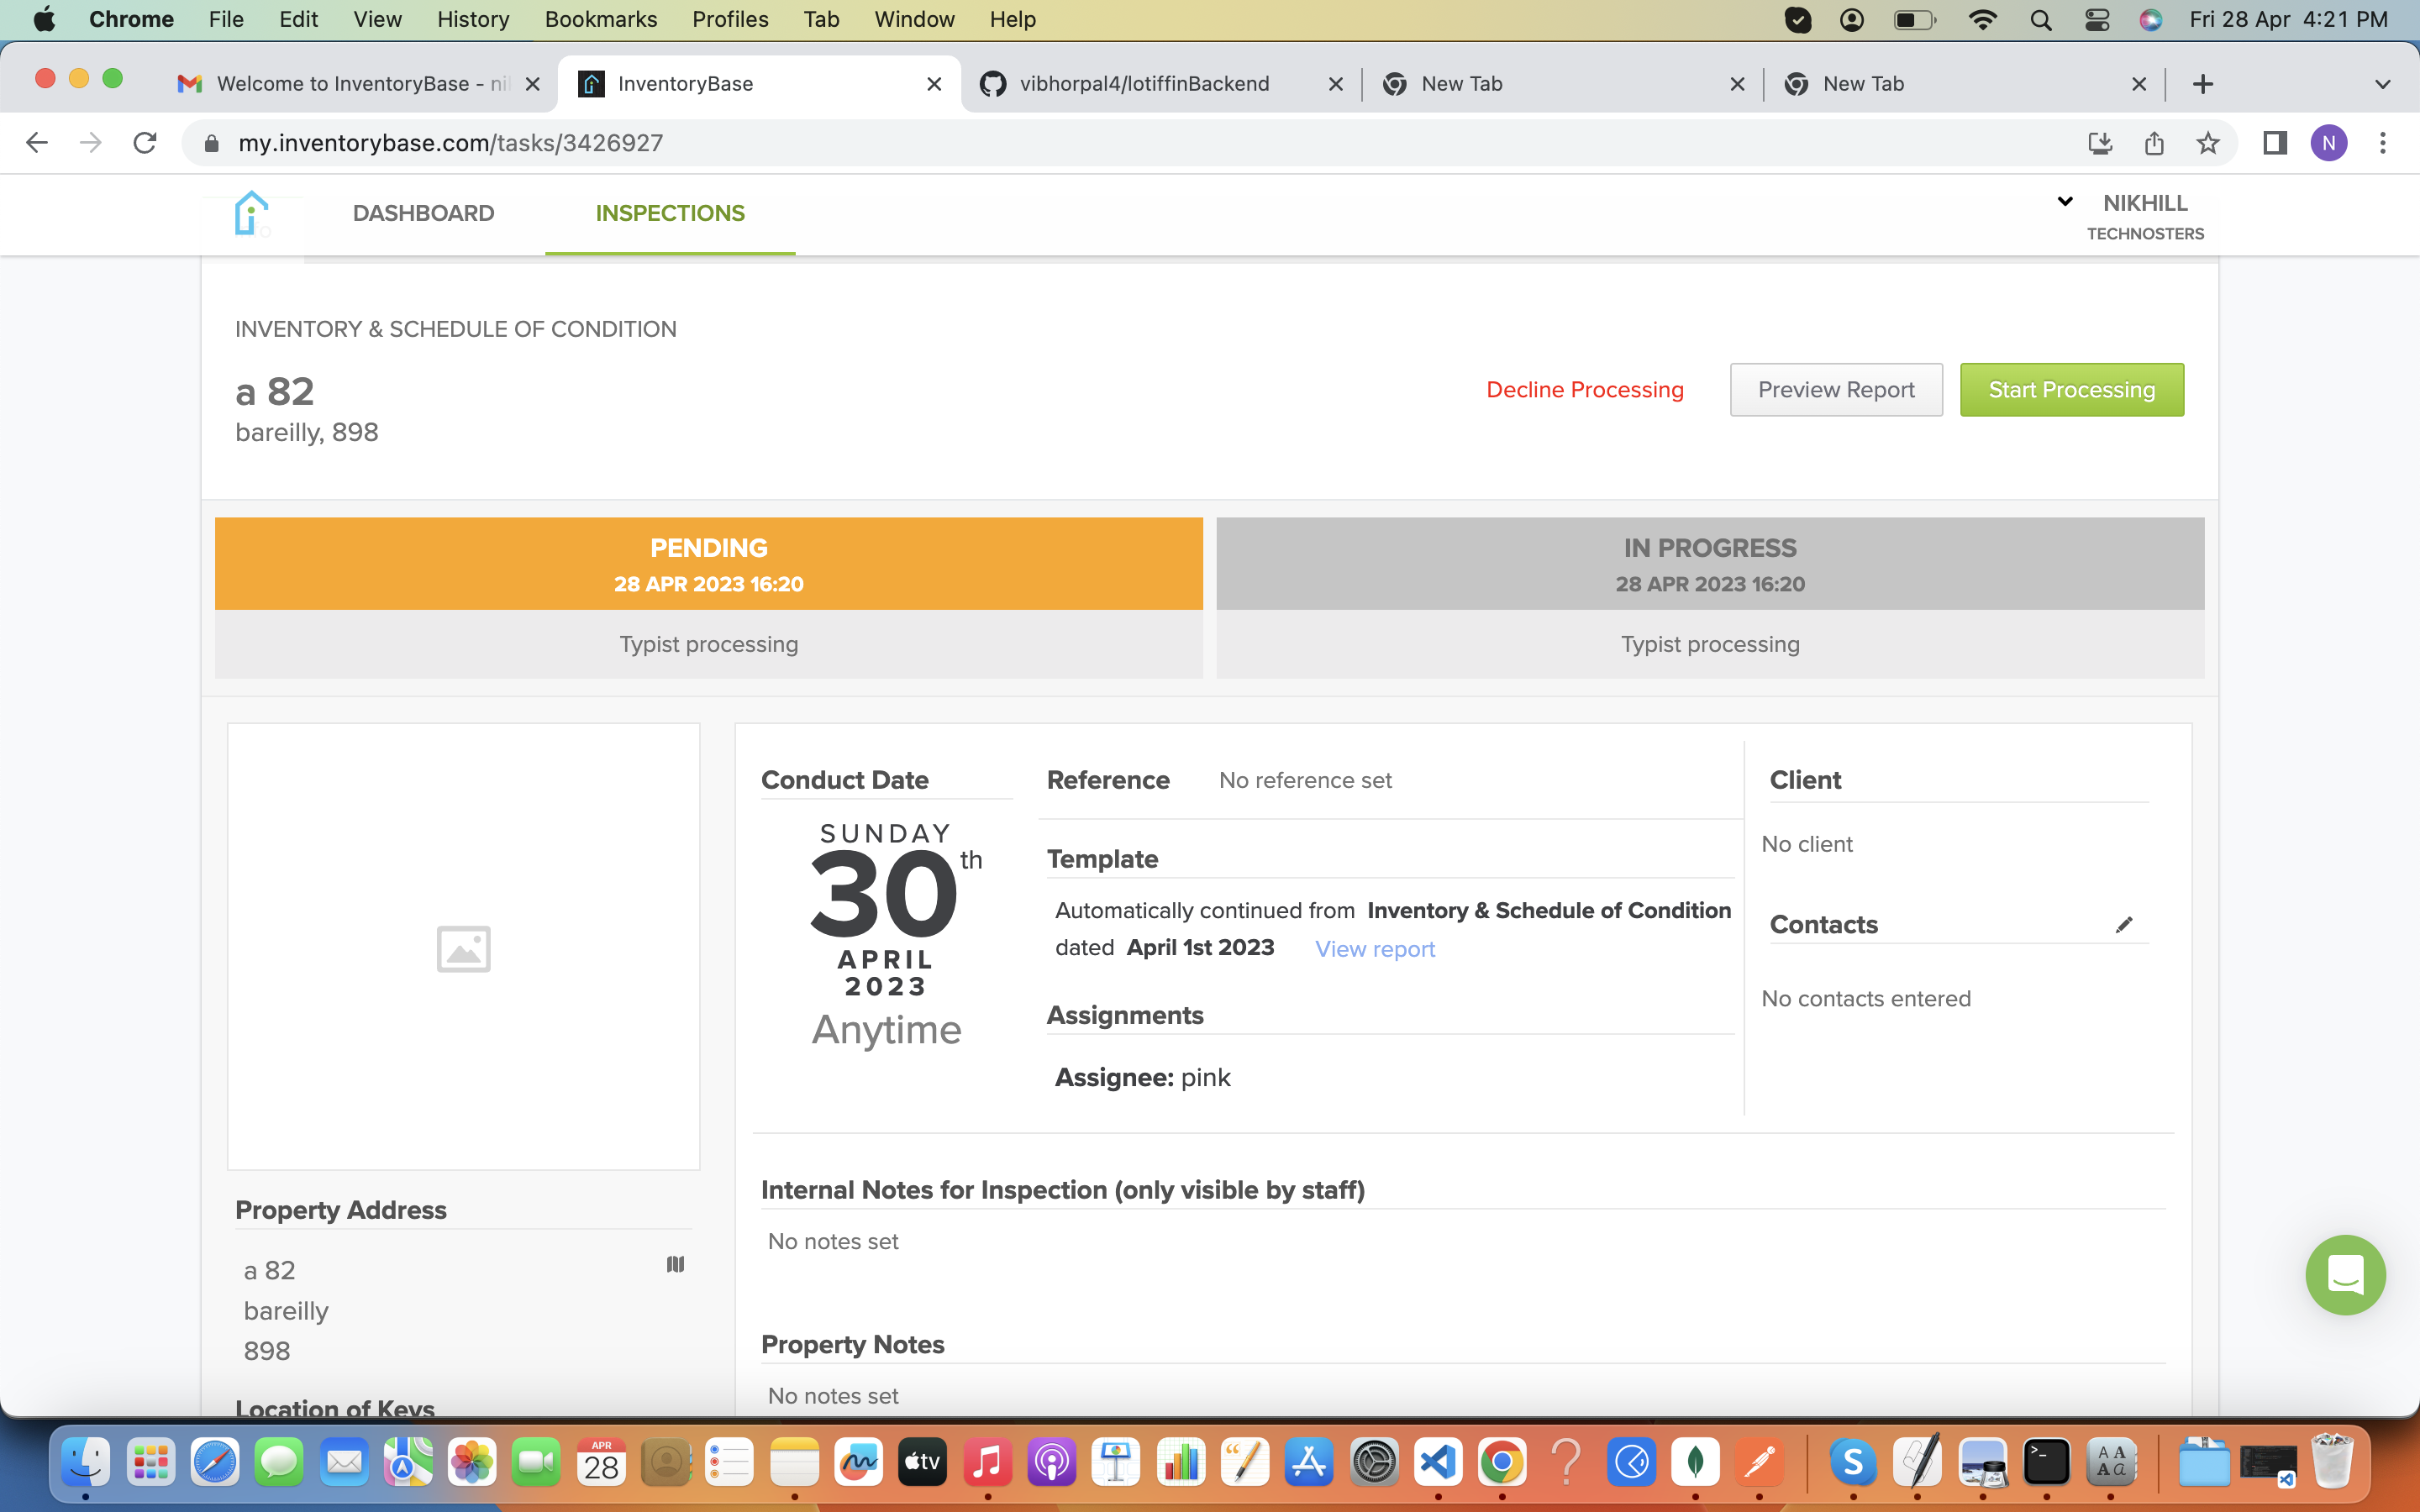 Chrome File Edit View History Bookmarks Profiles Tab Window Help Fri 28 Apr 4:21 PM
Welcome to InventoryBase - ni InventoryBase vibhorpal4/lotiffinBackend New Tab New Tab
my.inventorybase.com/tasks/3426927 N
DASHBOARD INSPECTIONS NIKHILL
TECHNOSTERS
INVENTORY & SCHEDULE OF CONDITION
a 82
bareilly, 898
Decline Processing Preview Report Start Processing
PENDING
28 APR 2023 16:20
Typist processing
IN PROGRESS
28 APR 2023 16:20
Typist processing
Conduct Date
SUNDAY
30th
APRIL
2023
Anytime
Reference No reference set
Template
Automatically continued from Inventory & Schedule of Condition
dated April 1st 2023 View report
Assignments
Assignee: pink
Client
No client
Contacts
No contacts entered
Internal Notes for Inspection (only visible by staff)
No notes set
Property Notes
No notes set
Property Address
a 82
bareilly
898
Location of Keys
APR
28
tv